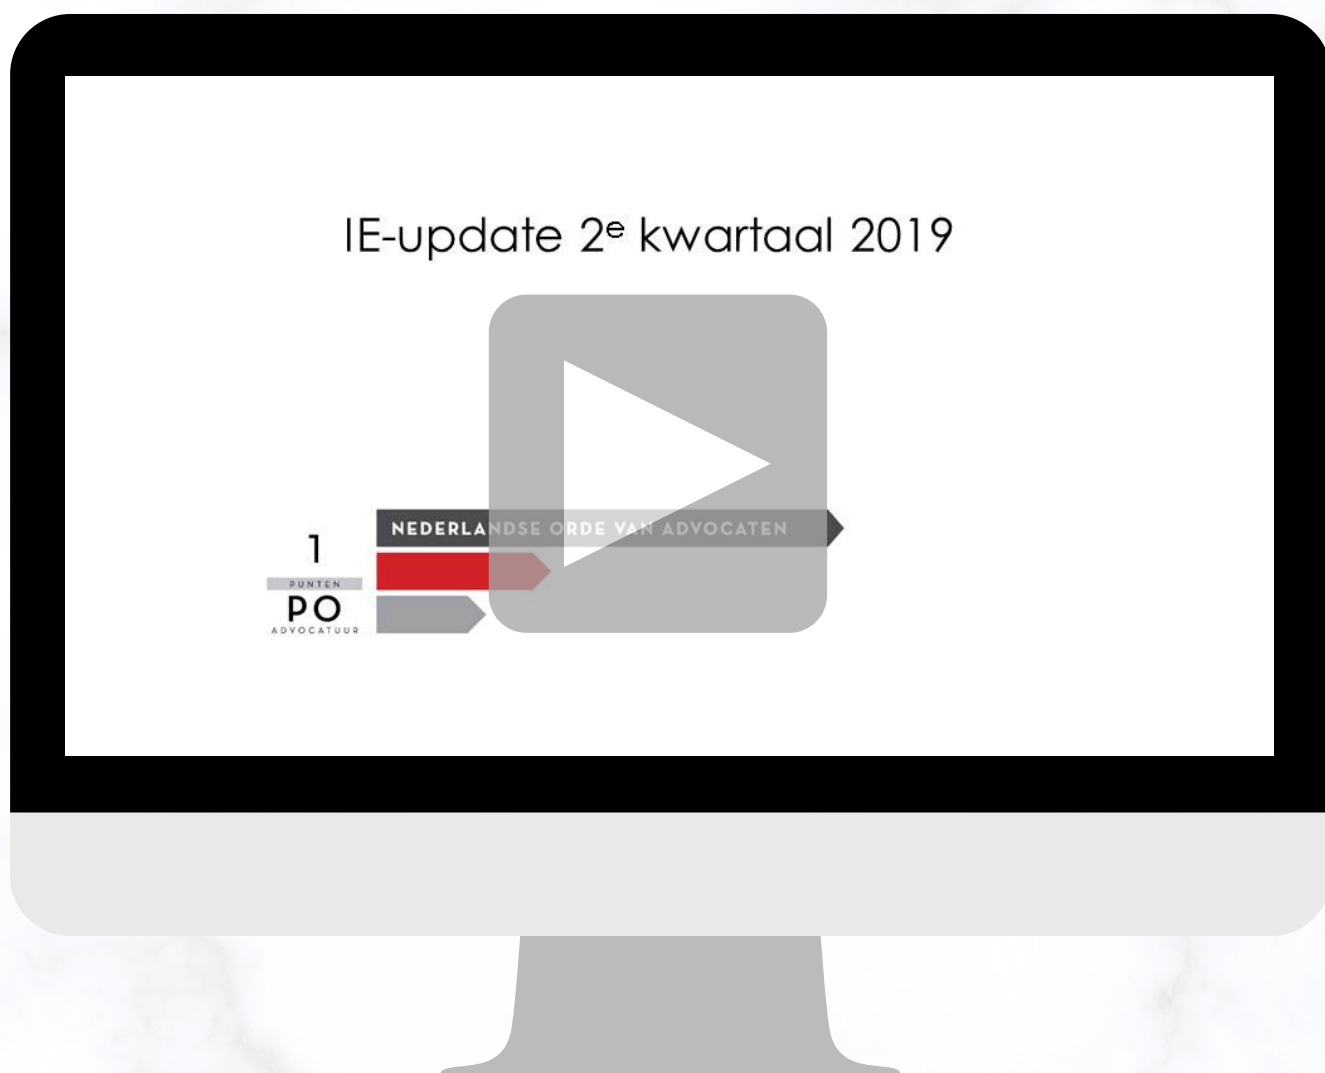 IE-update 2e kwartaal 2019
NEDERLANDSE ORDE VAN ADVOCATEN
1
PUNTEN
PO
ADVOCATUUR